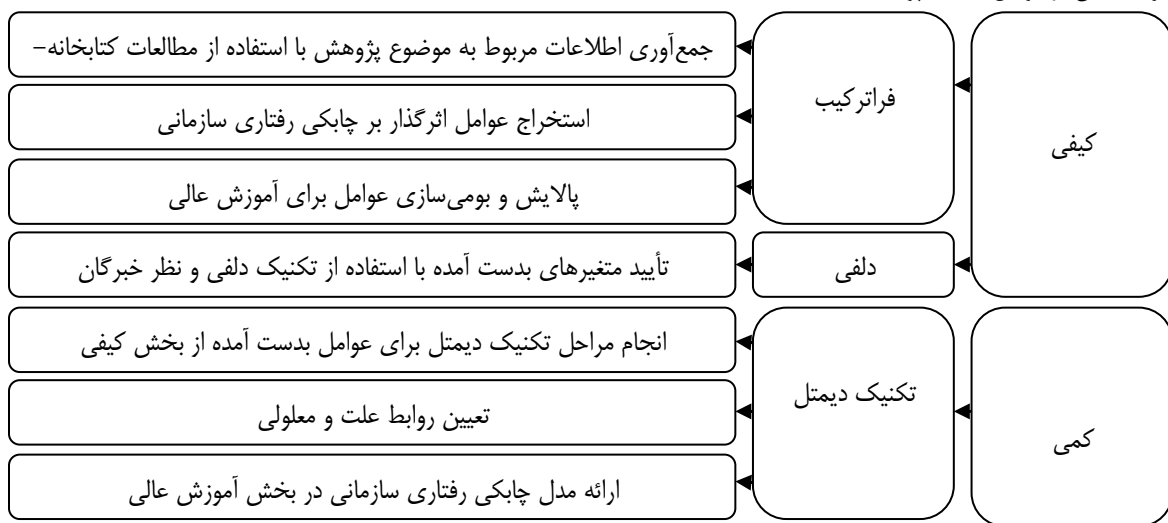 کیفی
فراترکیب
جمع‌آوری اطلاعات مربوط به موضوع پژوهش با استفاده از مطالعات کتابخانه–
استخراج عوامل اثرگذار بر چابکی رفتاری سازمانی
پالایش و بومی‌سازی عوامل برای آموزش عالی
دلفی
تأیید متغیرهای بدست آمده با استفاده از تکنیک دلفی و نظر خبرگان
کمی
تکنیک دیمتل
انجام مراحل تکنیک دیمتل برای عوامل بدست آمده از بخش کیفی
تعیین روابط علت و معلولی
ارائه مدل چابکی رفتاری سازمانی در بخش آموزش عالی